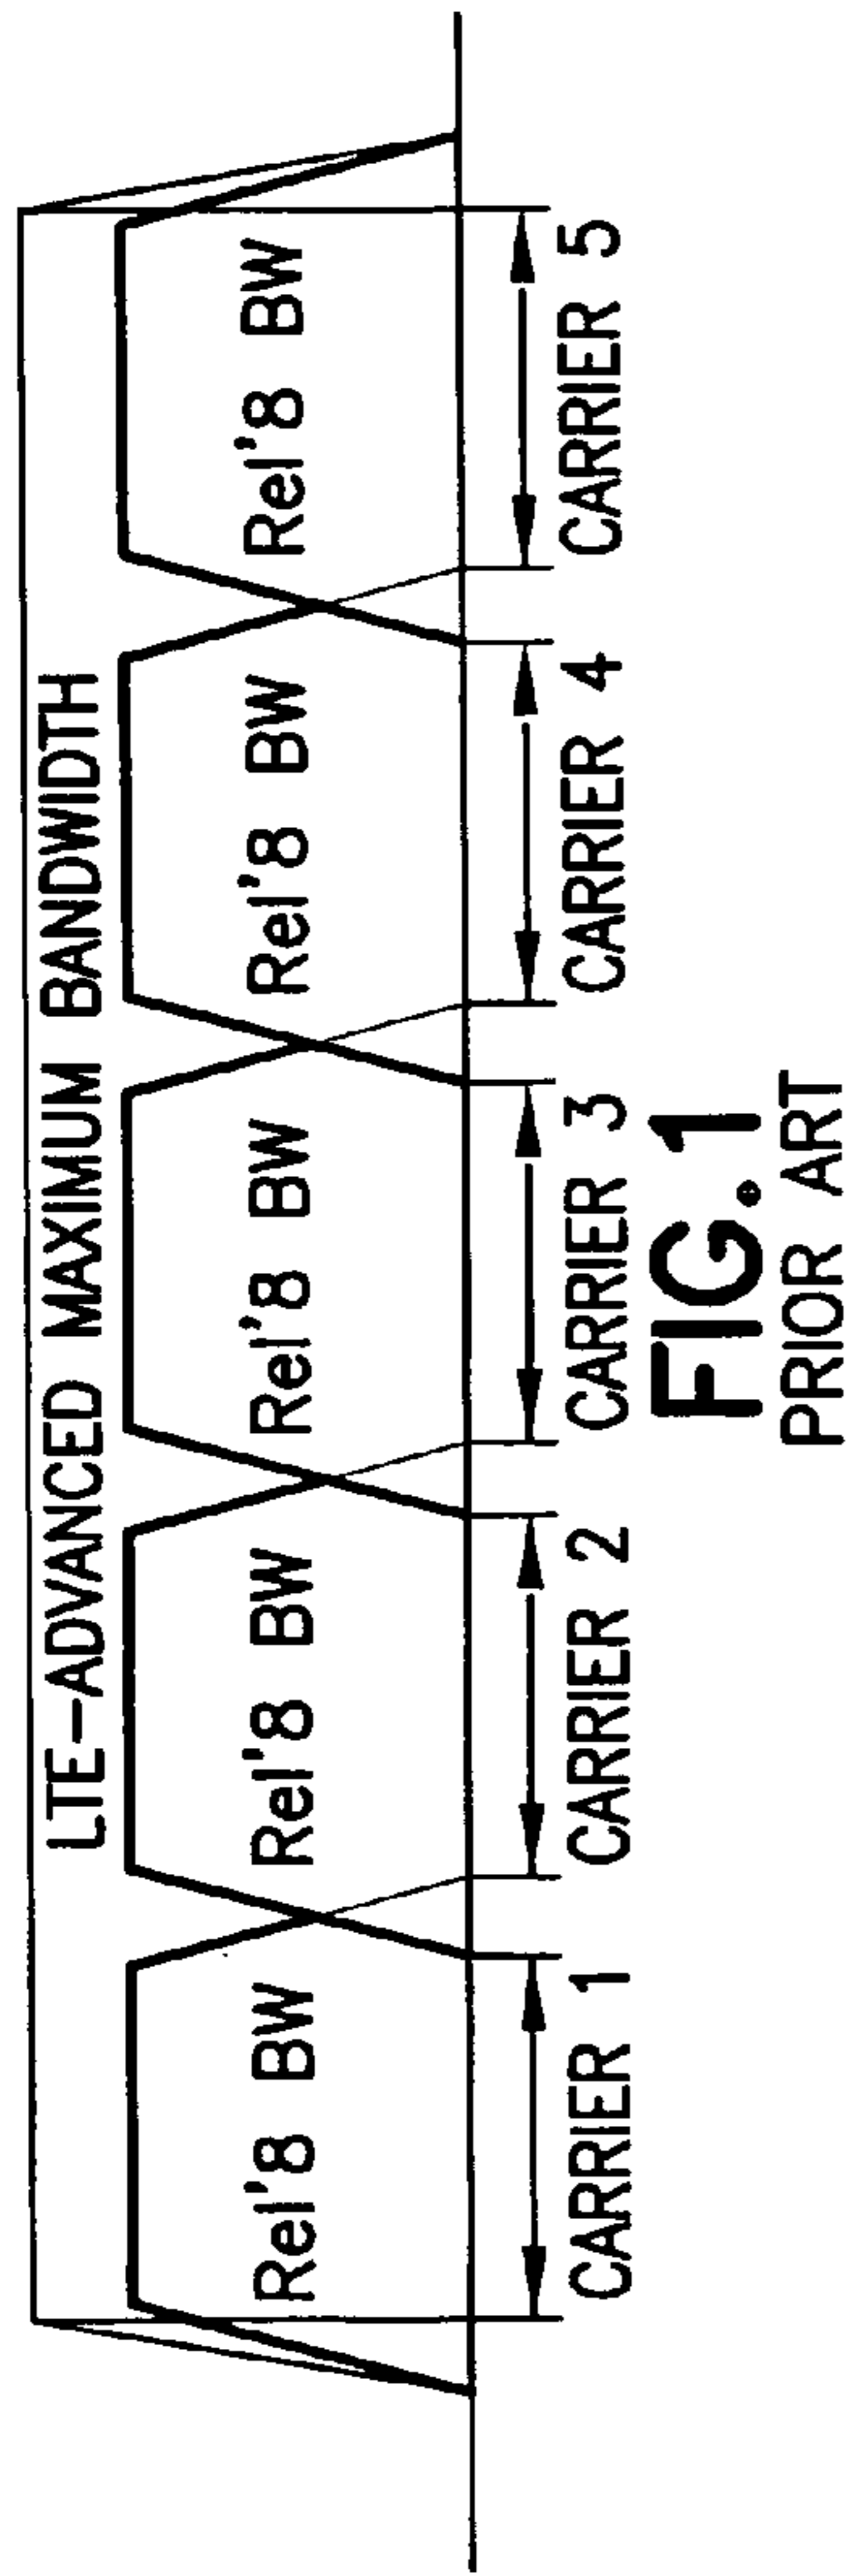 LTE-ADVANCED MAXIMUM BANDWIDTH
Rel'8 BW
Rel'8 BW
Rel'8 BW
Rel'8 BW
Rel'8 BW
CARRIER 1
CARRIER 2
CARRIER 3
CARRIER 4
CARRIER 5
FIG.1
PRIOR ART